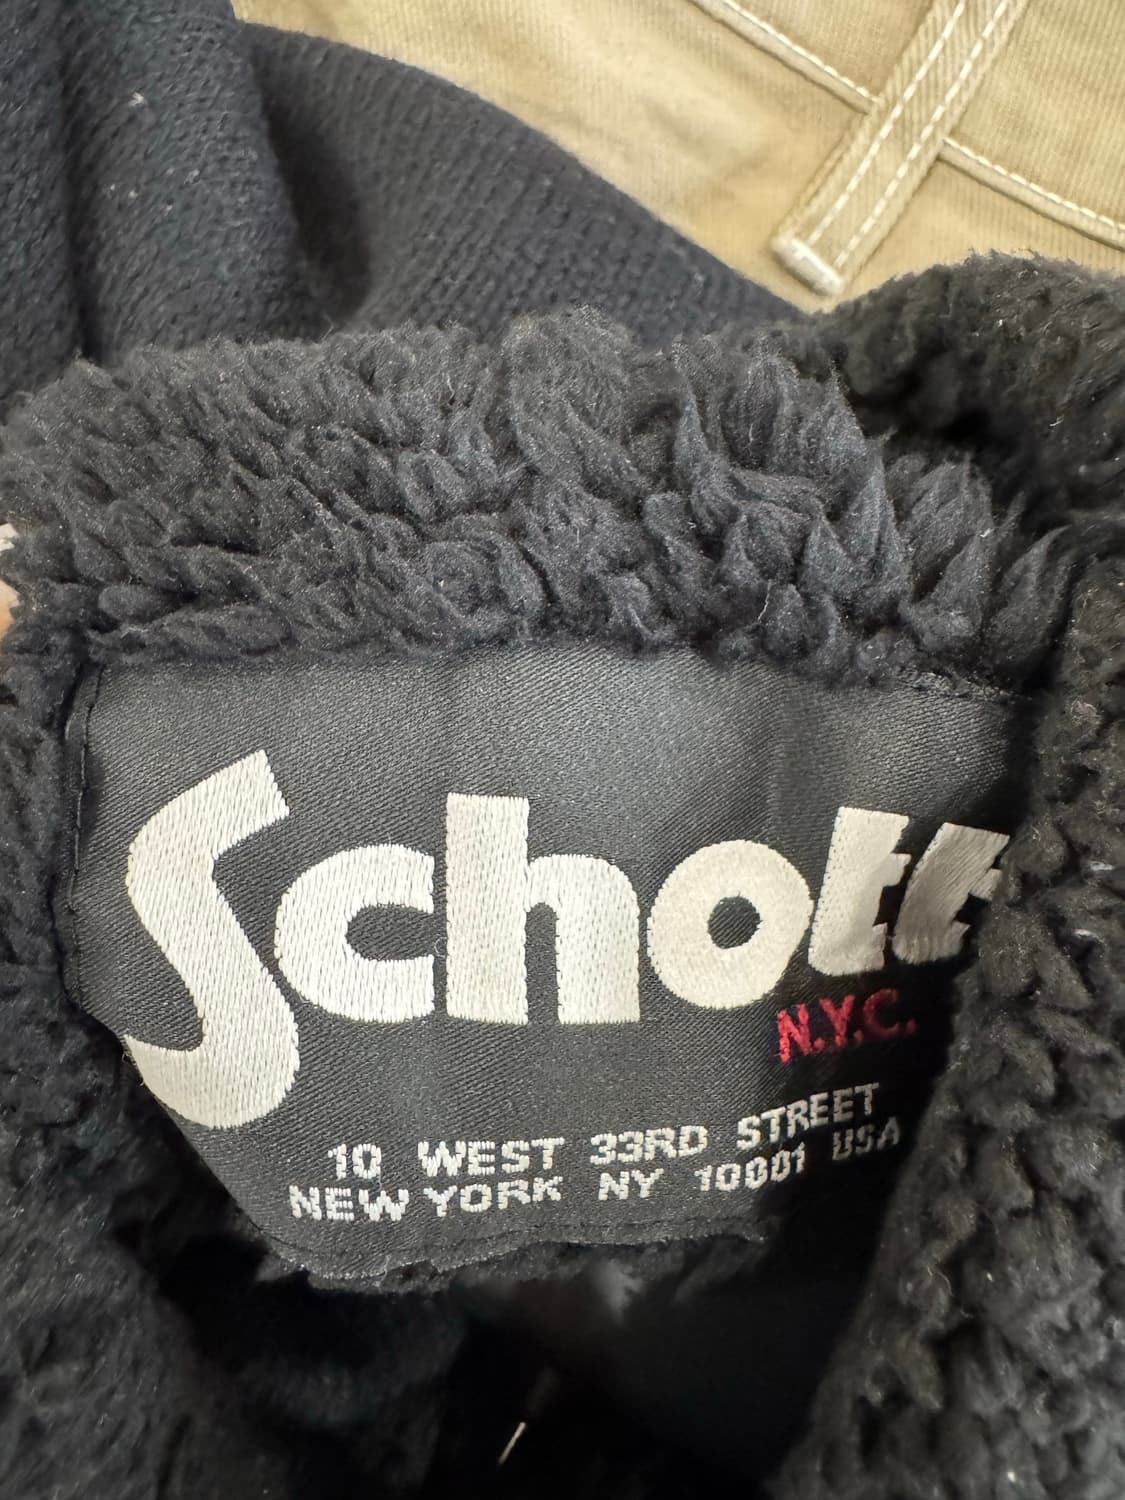 Schott
N.Y.C.
10 WEST 33RD STREET
NEW YORK NY 10001 USA